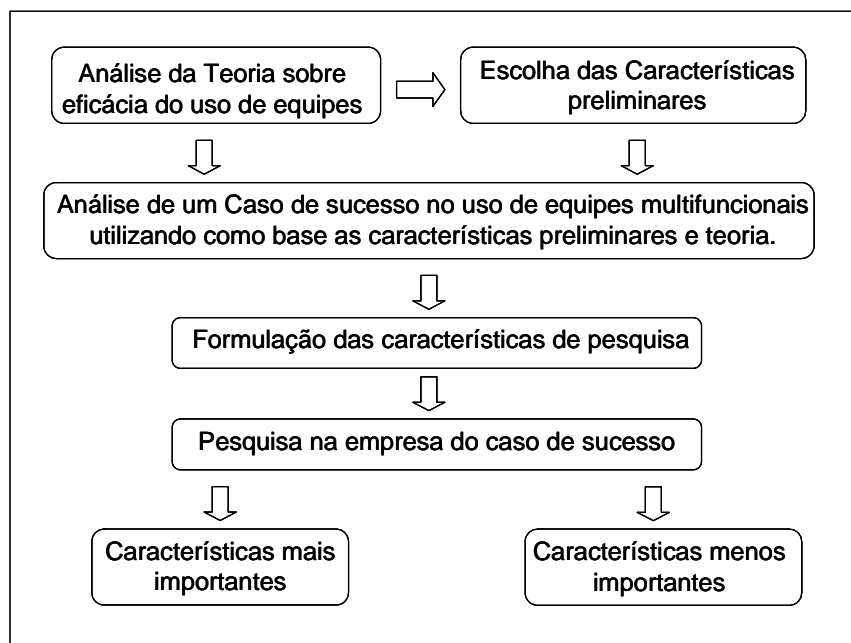 Análise da Teoria sobre
eficácia do uso de equipes
Escolha das Características
preliminares
Análise de um Caso de sucesso no uso de equipes multifuncionais
utilizando como base as características preliminares e teoria.
Formulação das características de pesquisa
Pesquisa na empresa do caso de sucesso
Características mais
importantes
Características menos
importantes